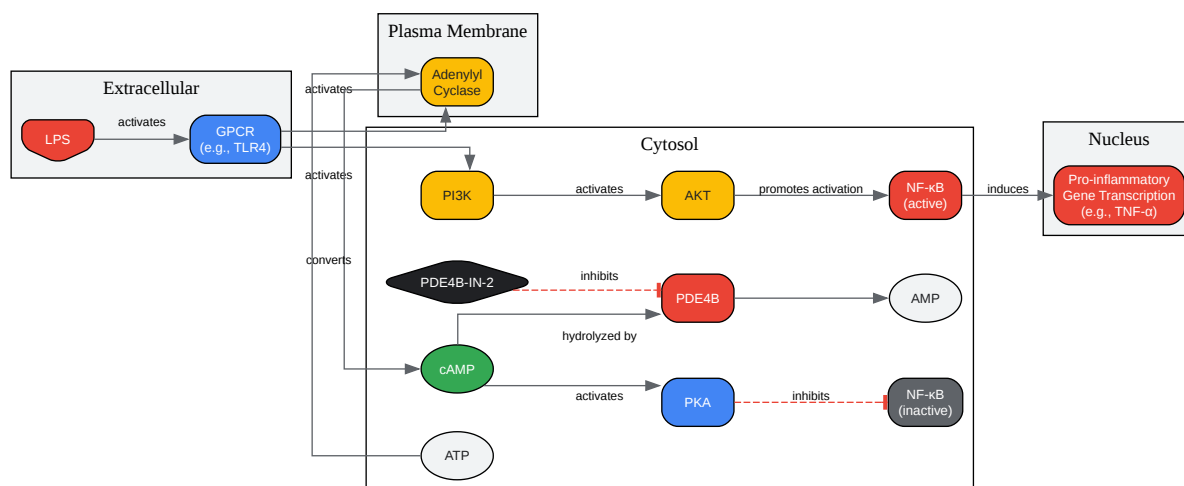 Plasma Membrane
Adenylyl
Cyclase
Extracellular
LPS
activates
GPCR
(e.g., TLR4)
activates
activates
converts
Cytosol
PI3K
activates
AKT
promotes activation
NF-κB
(active)
induces
Nucleus
Pro-inflammatory
Gene Transcription
(e.g., TNF-α)
PDE4B-IN-2
inhibits
PDE4B
AMP
hydrolyzed by
cAMP
activates
PKA
inhibits
NF-κB
(inactive)
ATP